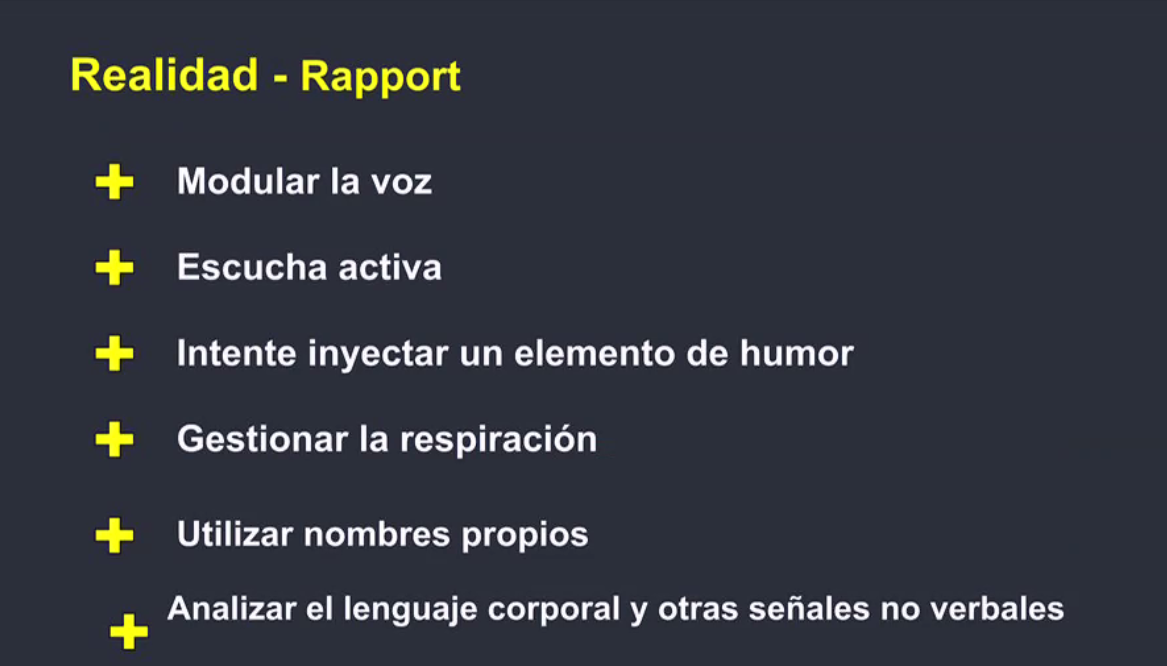 Realidad - Rapport
Modular la voz
Escucha activa
Intente inyectar un elemento de humor
Gestionar la respiración
Utilizar nombres propios
Analizar el lenguaje corporal y otras señales no verbales